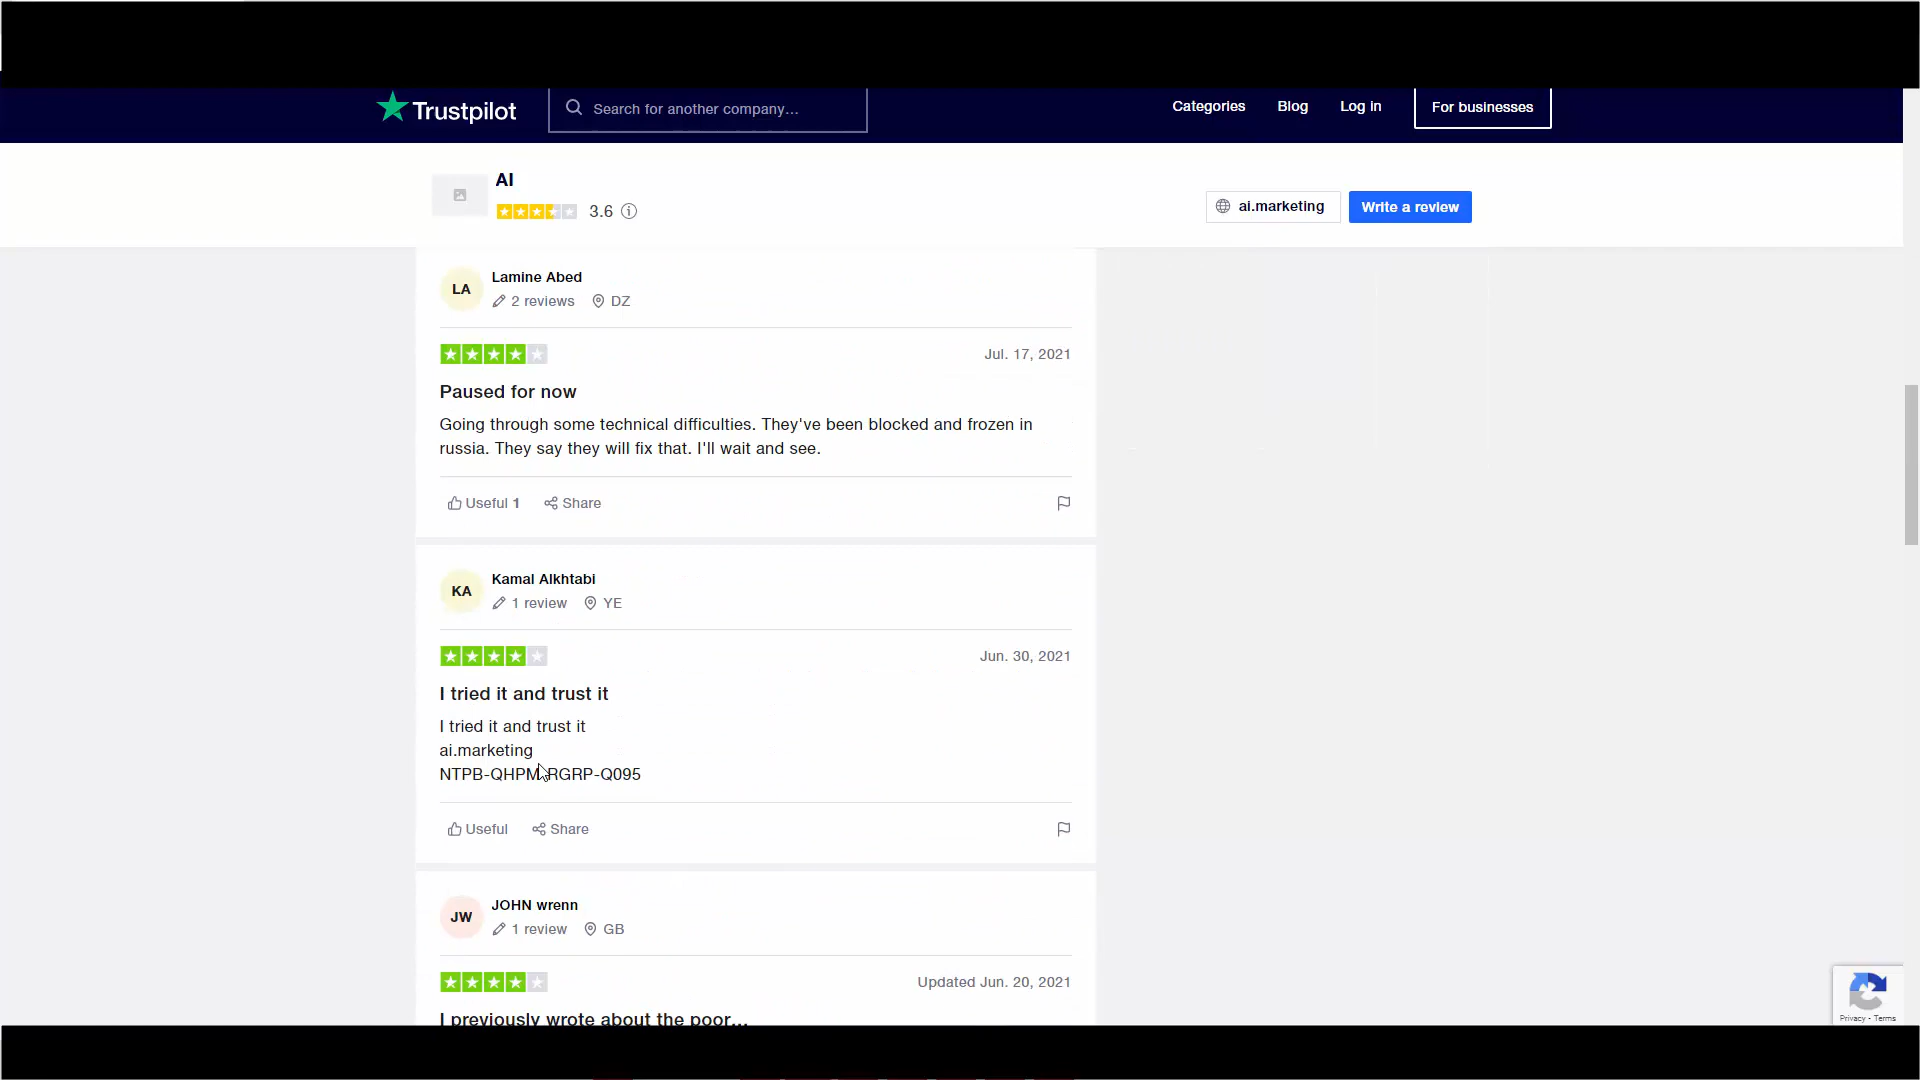 Trustpilot
Search for another company...
Categories
Blog
Log in
For businesses
AI
3.6
ai.marketing
Write a review
LA
Lamine Abed
2 reviews
DZ
Jul. 17, 2021
Paused for now
Going through some technical difficulties. They've been blocked and frozen in
russia. They say they will fix that. I'll wait and see.
Useful 1
Share
KA
Kamal Alkhtabi
1 review
YE
Jun. 30, 2021
I tried it and trust it
I tried it and trust it
ai.marketing
NTPB-QHPM-RGRP-Q095
Useful
Share
JW
JOHN wrenn
1 review
GB
Updated Jun. 20, 2021
I previously wrote about the poor...
Privacy - Terms